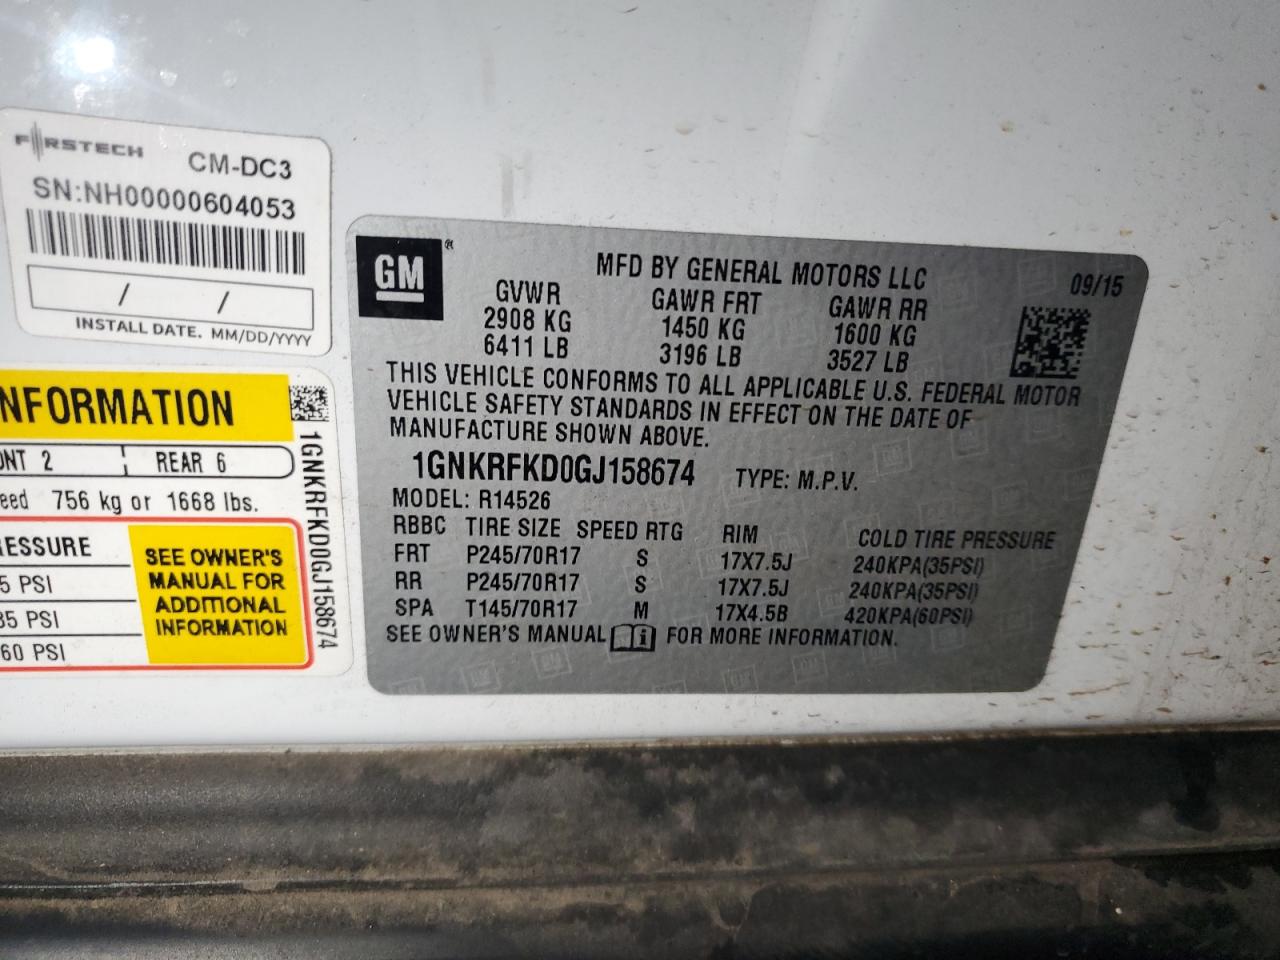 FIRSTECH CM-DC3
SN:NH00000604053
/ /
INSTALL DATE. MM/DD/YYYY
NFORMATION
ONT 2 REAR 6
eed 756 kg or 1668 lbs.
RESSURE
5 PSI
35 PSI
60 PSI
SEE OWNER'S
MANUAL FOR
ADDITIONAL
INFORMATION
1GNKRFKD0GJ158674
GM ®
MFD BY GENERAL MOTORS LLC 09/15
GVWR GAWR FRT GAWR RR
2908 KG 1450 KG 1600 KG
6411 LB 3196 LB 3527 LB
THIS VEHICLE CONFORMS TO ALL APPLICABLE U.S. FEDERAL MOTOR
VEHICLE SAFETY STANDARDS IN EFFECT ON THE DATE OF
MANUFACTURE SHOWN ABOVE.
1GNKRFKD0GJ158674 TYPE: M.P.V.
MODEL: R14526
RBBC TIRE SIZE SPEED RTG RIM COLD TIRE PRESSURE
FRT P245/70R17 S 17X7.5J 240KPA(35PSI)
RR P245/70R17 S 17X7.5J 240KPA(35PSI)
SPA T145/70R17 M 17X4.5B 420KPA(60PSI)
SEE OWNER'S MANUAL i FOR MORE INFORMATION.